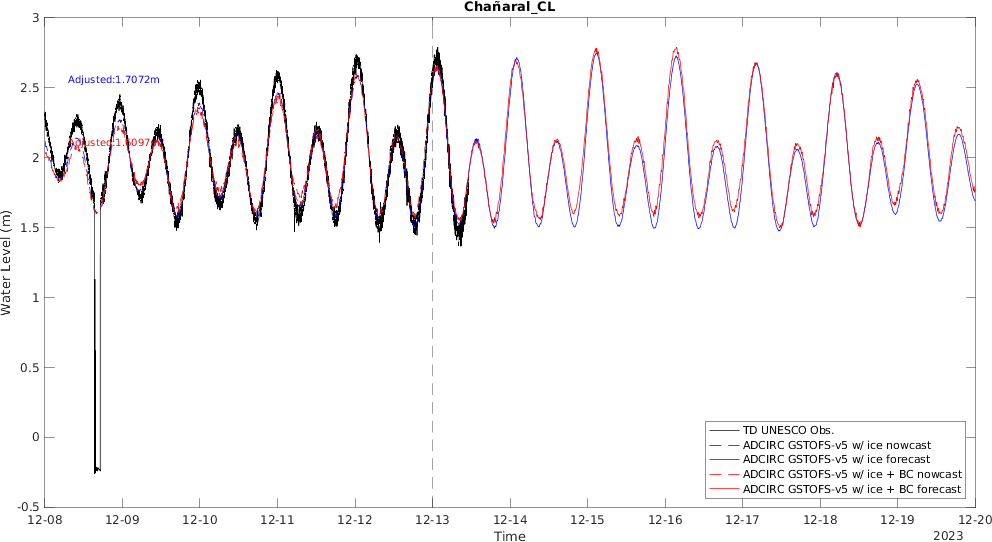 Chañaral_CL
3
2.5
2
1.5
1
0.5
0
-0.5
Water Level (m)
Adjusted:1.7072m
Adjusted:1.6097m
TD UNESCO Obs.
ADCIRC GSTOFS-v5 w/ ice nowcast
ADCIRC GSTOFS-v5 w/ ice forecast
ADCIRC GSTOFS-v5 w/ ice + BC nowcast
ADCIRC GSTOFS-v5 w/ ice + BC forecast
12-08 12-09 12-10 12-11 12-12 12-13 12-14 12-15 12-16 12-17 12-18 12-19 12-20
Time
2023